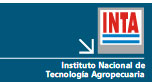 INTA
Instituto Nacional de
Tecnología Agropecuaria